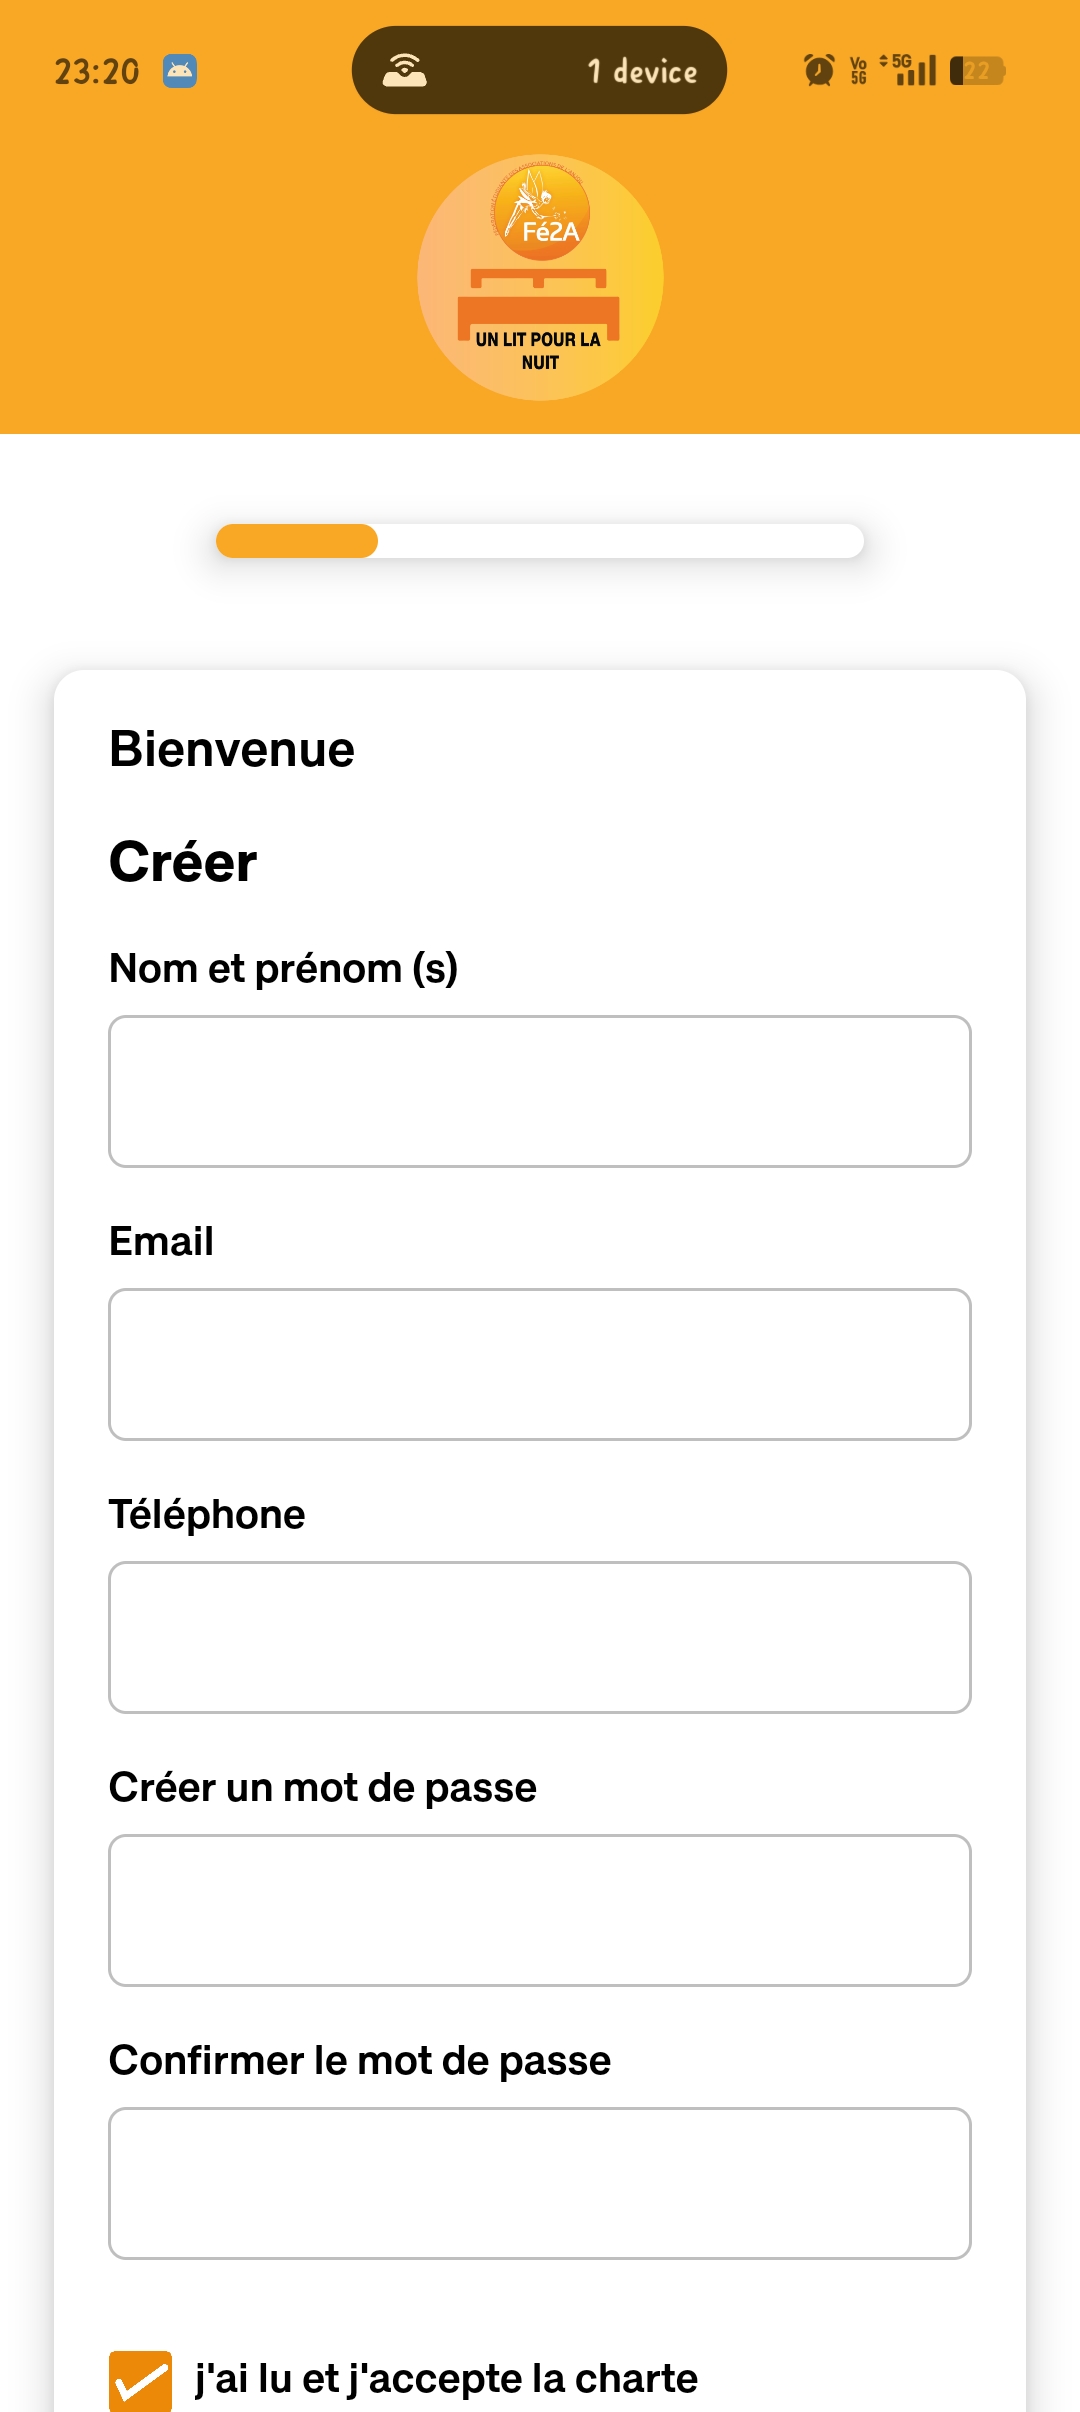 23:20
1 device
Vo 5G
5G
22
Fé2A
UN LIT POUR LA
NUIT
Bienvenue
Créer
Nom et prénom (s)
Email
Téléphone
Créer un mot de passe
Confirmer le mot de passe
j'ai lu et j'accepte la charte